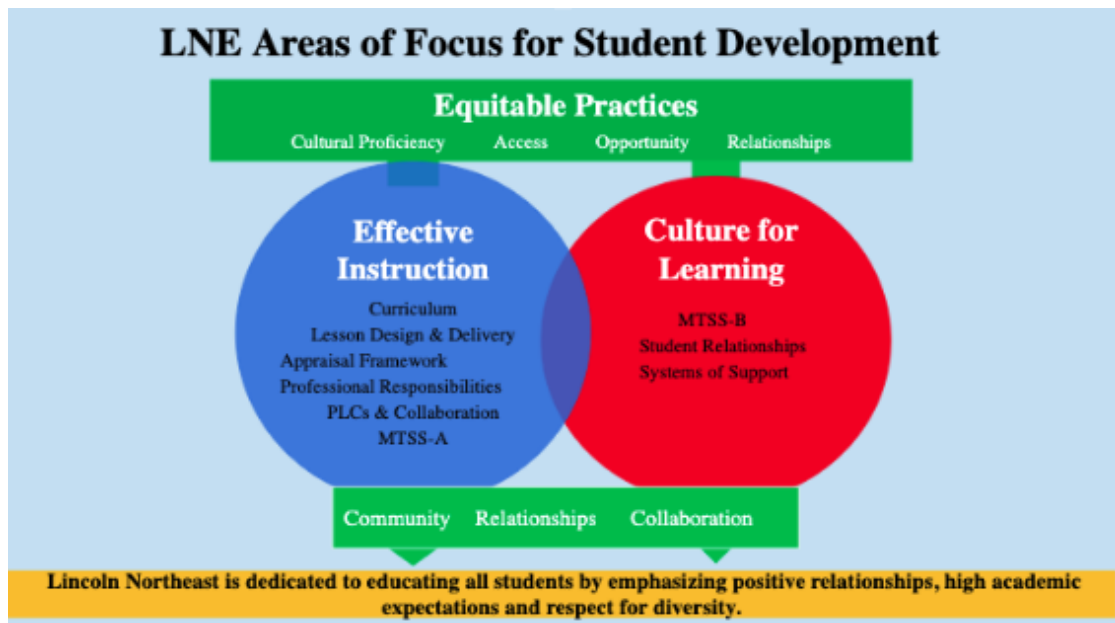 LNE Areas of Focus for Student Development
Equitable Practices
Cultural Proficiency Access Opportunity Relationships
Effective
Instruction
Curriculum
Lesson Design & Delivery
Appraisal Framework
Professional Responsibilities
PLCs & Collaboration
MTSS-A
Culture for
Learning
MTSS-B
Student Relationships
Systems of Support
Community Relationships Collaboration
Lincoln Northeast is dedicated to educating all students by emphasizing positive relationships, high academic
expectations and respect for diversity.